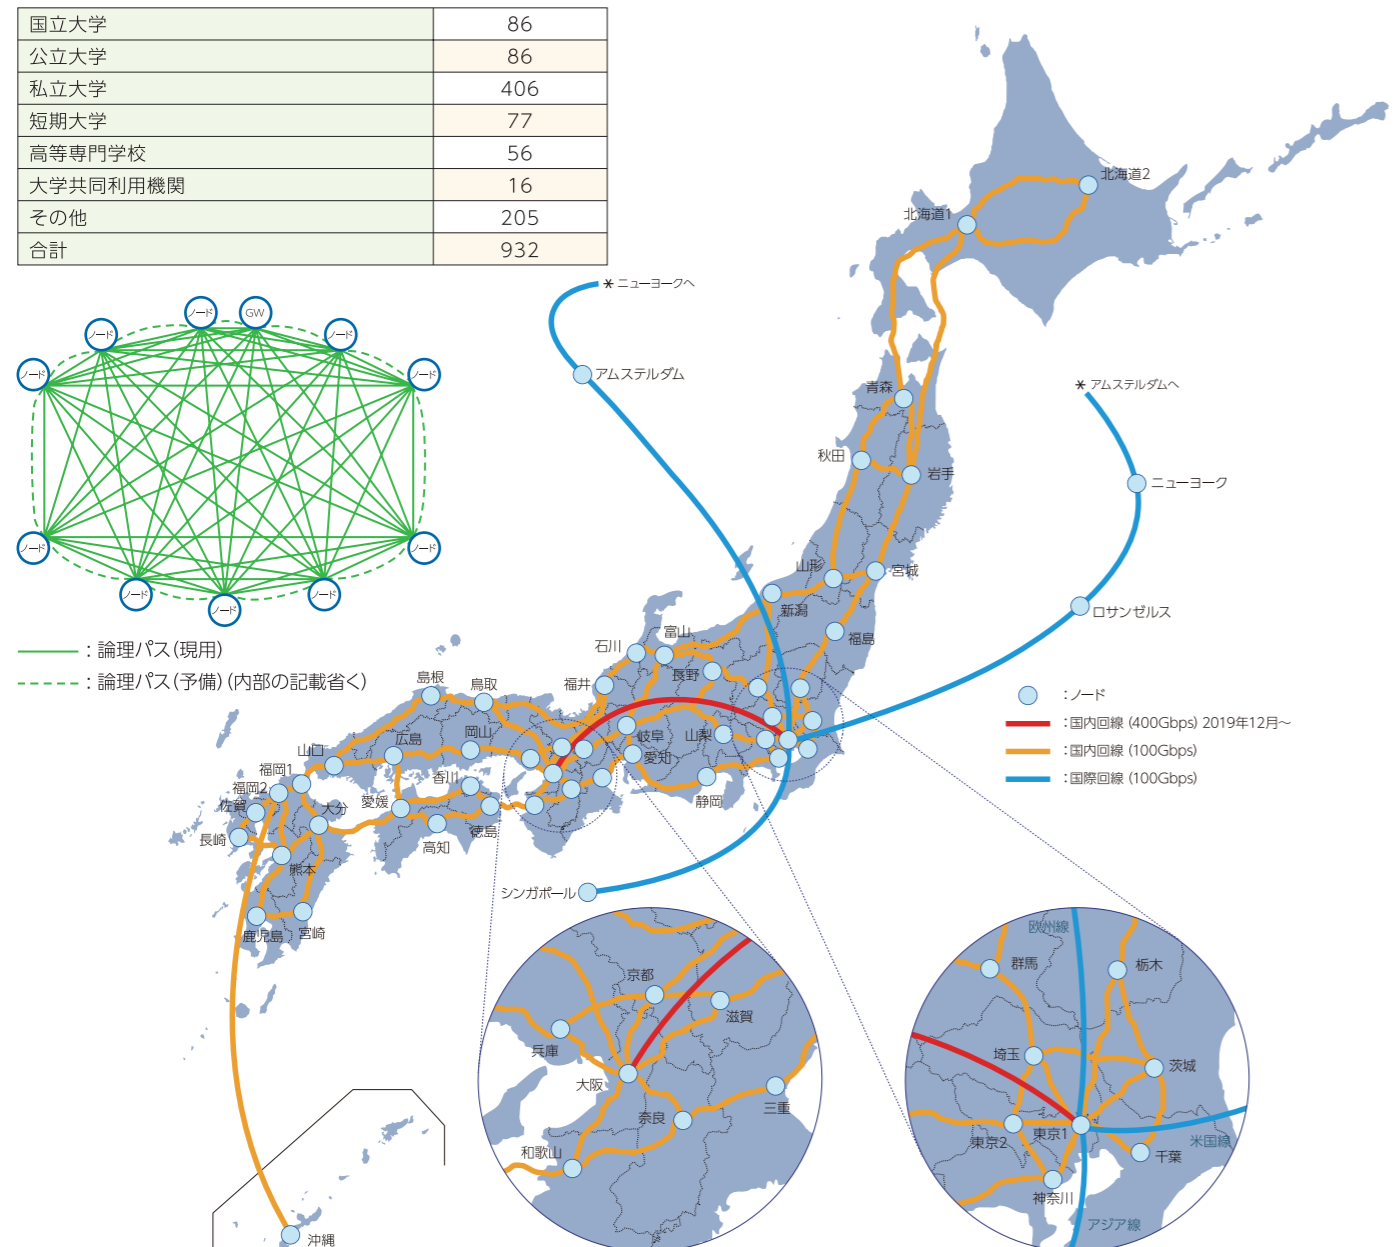 国立大学 86
公立大学 86
私立大学 406
短期大学 77
高等専門学校 56
大学共同利用機関 16
その他 205
合計 932
ノード
GW
ノード
ノード
ノード
ノード
ノード
ノード
ノード
ノード
ノード
ノード
：論理パス（現用）
：論理パス（予備）（内部の記載省く）
北海道2
北海道1
＊ニューヨークへ
アムステルダム
＊アムステルダムへ
青森
秋田
岩手
ニューヨーク
山形
宮城
新潟
ロサンゼルス
福島
富山
石川
長野
福井
島根
鳥取
岐阜
山梨
愛知
静岡
岡山
広島
山口
香川
福岡1
福岡2
佐賀
大分
愛媛
徳島
高知
長崎
熊本
鹿児島
宮崎
シンガポール
沖縄
：ノード
：国内回線 (400Gbps) 2019年12月～
：国内回線 (100Gbps)
：国際回線 (100Gbps)
京都
滋賀
兵庫
大阪
奈良
三重
和歌山
欧州線
群馬
栃木
埼玉
茨城
東京2
東京1
米国線
千葉
神奈川
アジア線